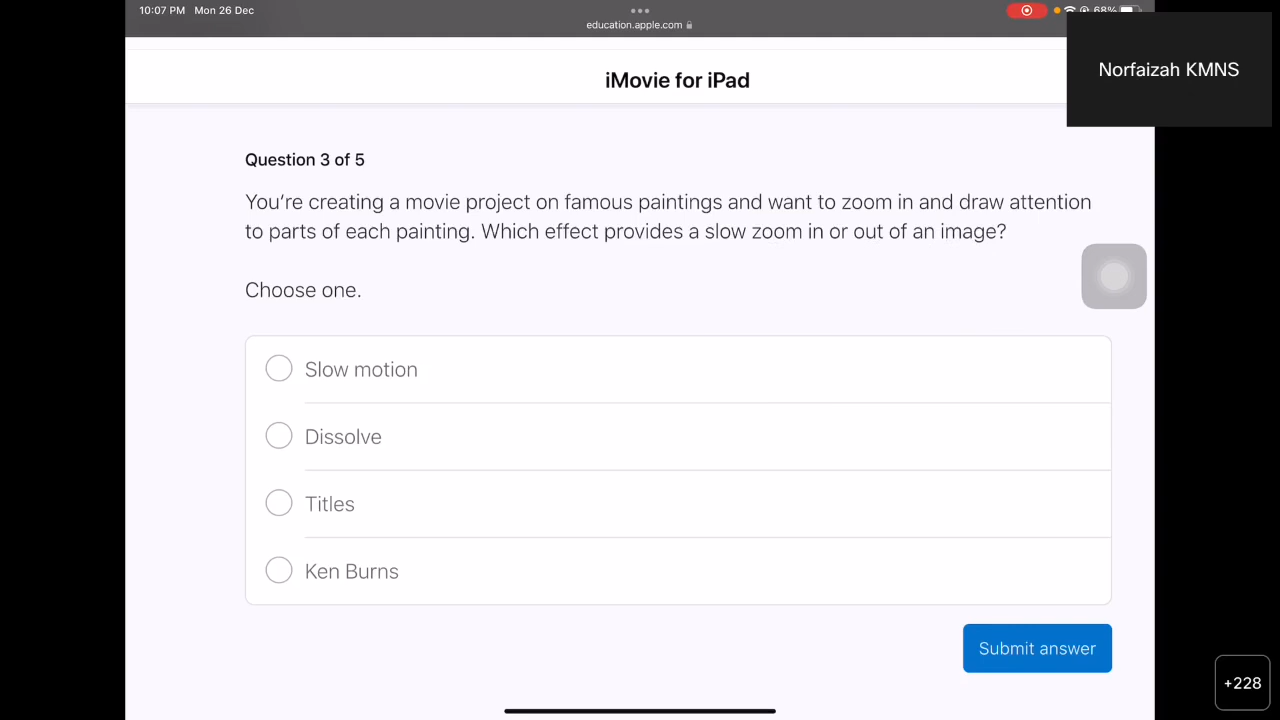 10:07 PM Mon 26 Dec
68%
education.apple.com
iMovie for iPad
Norfaizah KMNS
Question 3 of 5
You’re creating a movie project on famous paintings and want to zoom in and draw attention
to parts of each painting. Which effect provides a slow zoom in or out of an image?
Choose one.
Slow motion
Dissolve
Titles
Ken Burns
Submit answer
+228